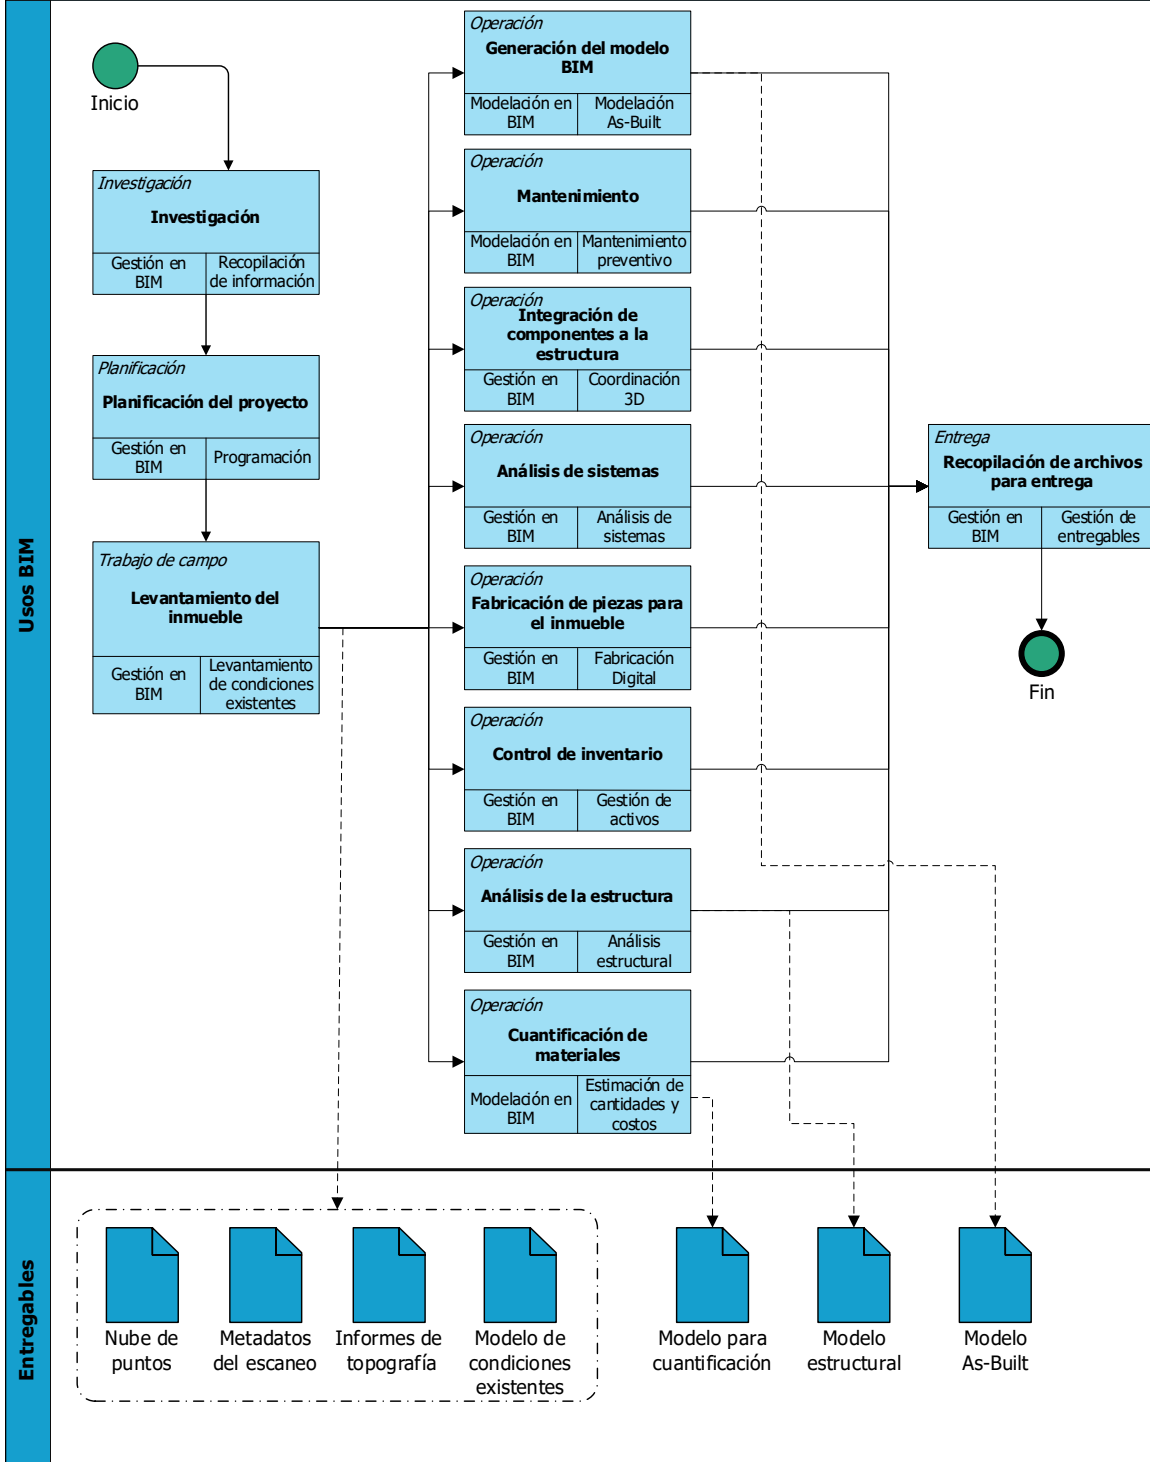 Usos BIM
Inicio
Investigación
Investigación
Gestión en
BIM
Recopilación
de información
Planificación
Planificación del proyecto
Gestión en
BIM
Programación
Trabajo de campo
Levantamiento del
inmueble
Gestión en
BIM
Levantamiento
de condiciones
existentes
Operación
Generación del modelo
BIM
Modelación en
BIM
Modelación
As-Built
Operación
Mantenimiento
Modelación en
BIM
Mantenimiento
preventivo
Operación
Integración de
componentes a la
estructura
Gestión en
BIM
Coordinación
3D
Operación
Análisis de sistemas
Gestión en
BIM
Análisis de
sistemas
Operación
Fabricación de piezas para
el inmueble
Gestión en
BIM
Fabricación
Digital
Operación
Control de inventario
Gestión en
BIM
Gestión de
activos
Operación
Análisis de la estructura
Gestión en
BIM
Análisis
estructural
Operación
Cuantificación de
materiales
Modelación en
BIM
Estimación de
cantidades y
costos
Entrega
Recopilación de archivos
para entrega
Gestión en
BIM
Gestión de
entregables
Fin
Entregables
Nube de
puntos
Metadatos
del escaneo
Informes de
topografía
Modelo de
condiciones
existentes
Modelo para
cuantificación
Modelo
estructural
Modelo
As-Built